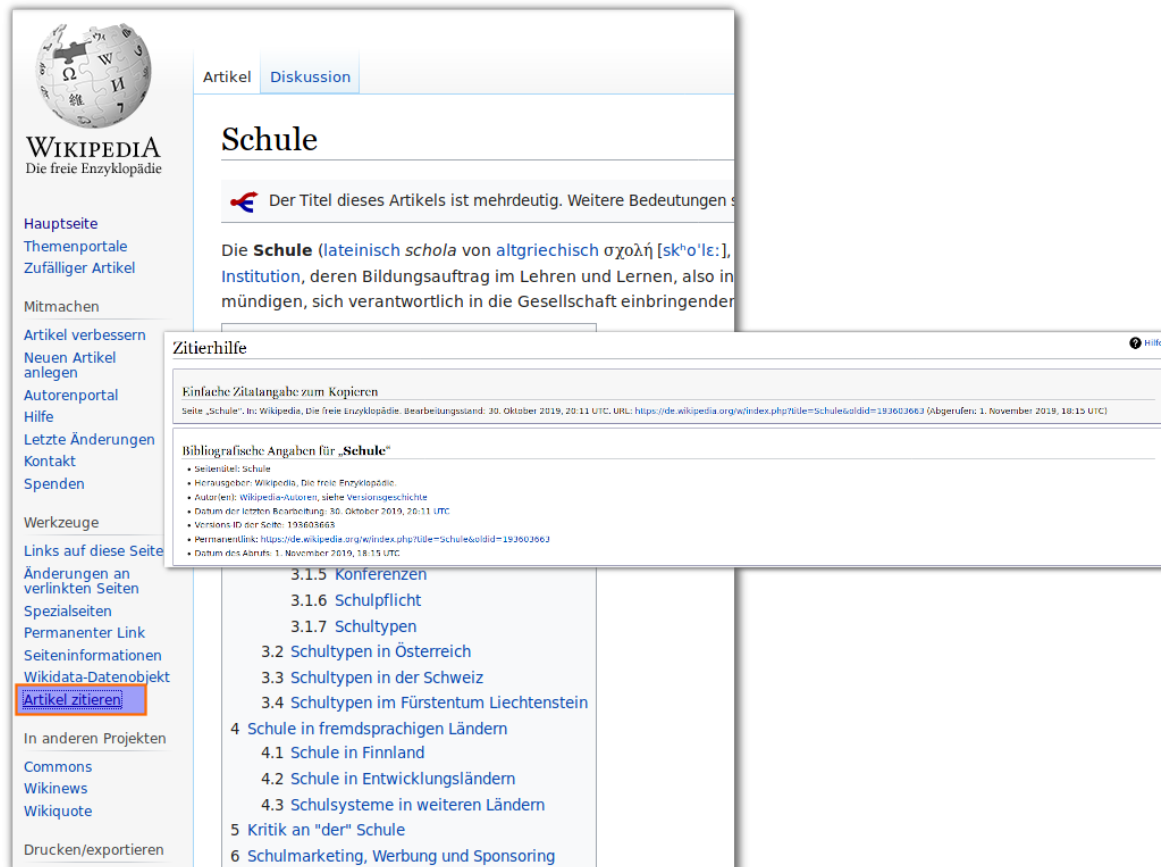 WIKIPEDIA
Die freie Enzyklopädie
Hauptseite
Themenportale
Zufälliger Artikel
Mitmachen
Artikel verbessern
Neuen Artikel
anlegen
Autorenportal
Hilfe
Letzte Änderungen
Kontakt
Spenden
Werkzeuge
Links auf diese Seite
Änderungen an
verlinkten Seiten
Spezialseiten
Permanenter Link
Seiteninformationen
Wikidata-Datenobjekt
Artikel zitieren
In anderen Projekten
Commons
Wikinews
Wikiquote
Drucken/exportieren
Artikel Diskussion
Schule
Der Titel dieses Artikels ist mehrdeutig. Weitere Bedeutungen s
Die Schule (lateinisch schola von altgriechisch σχολή [skʰoˈlɛː],
Institution, deren Bildungsauftrag im Lehren und Lernen, also in
mündigen, sich verantwortlich in die Gesellschaft einbringender
Zitierhilfe
Hilfe
Einfache Zitatangabe zum Kopieren
Seite „Schule“. In: Wikipedia, Die freie Enzyklopädie. Bearbeitungsstand: 30. Oktober 2019, 20:11 UTC. URL: https://de.wikipedia.org/w/index.php?title=Schule&oldid=193603663 (Abgerufen: 1. November 2019, 18:15 UTC)
Bibliografische Angaben für „Schule“
• Seitentitel: Schule
• Herausgeber: Wikipedia, Die freie Enzyklopädie.
• Autor(en): Wikipedia-Autoren, siehe Versionsgeschichte
• Datum der letzten Bearbeitung: 30. Oktober 2019, 20:11 UTC
• Versions-ID der Seite: 193603663
• Permanentlink: https://de.wikipedia.org/w/index.php?title=Schule&oldid=193603663
• Datum des Abrufs: 1. November 2019, 18:15 UTC
3.1.5 Konferenzen
3.1.6 Schulpflicht
3.1.7 Schultypen
3.2 Schultypen in Österreich
3.3 Schultypen in der Schweiz
3.4 Schultypen im Fürstentum Liechtenstein
4 Schule in fremdsprachigen Ländern
4.1 Schule in Finnland
4.2 Schule in Entwicklungsländern
4.3 Schulsysteme in weiteren Ländern
5 Kritik an "der" Schule
6 Schulmarketing, Werbung und Sponsoring